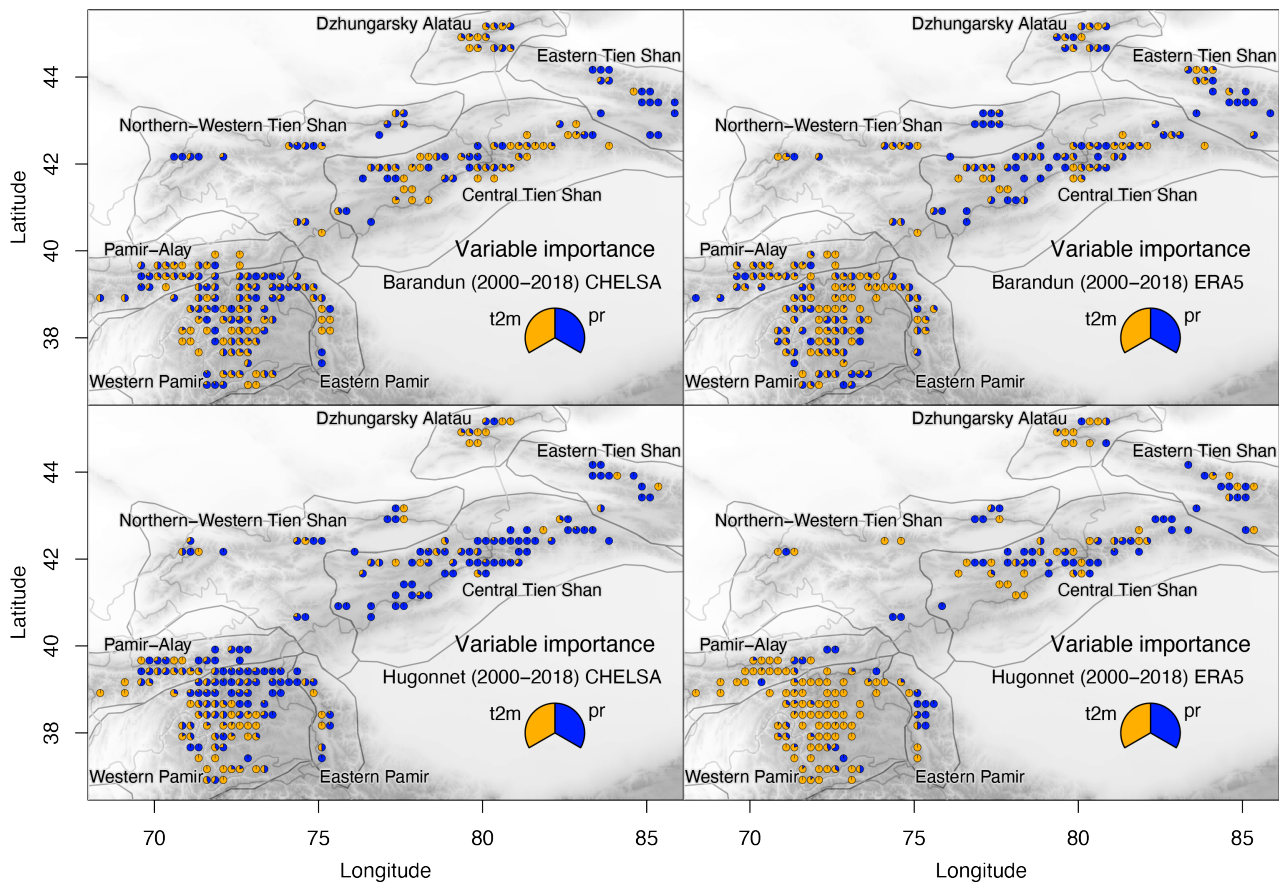 Dzhungarsky Alatau
Eastern Tien Shan
Northern−Western Tien Shan
Central Tien Shan
Pamir−Alay
Variable importance
Barandun (2000−2018) CHELSA
t2m
pr
Western Pamir
Eastern Pamir
Latitude
44
42
40
38
Dzhungarsky Alatau
Eastern Tien Shan
Northern−Western Tien Shan
Central Tien Shan
Pamir−Alay
Variable importance
Barandun (2000−2018) ERA5
t2m
pr
Western Pamir
Eastern Pamir
Dzhungarsky Alatau
Eastern Tien Shan
Northern−Western Tien Shan
Central Tien Shan
Pamir−Alay
Variable importance
Hugonnet (2000−2018) CHELSA
t2m
pr
Western Pamir
Eastern Pamir
Latitude
44
42
40
38
70
75
80
85
Longitude
Dzhungarsky Alatau
Eastern Tien Shan
Northern−Western Tien Shan
Central Tien Shan
Pamir−Alay
Variable importance
Hugonnet (2000−2018) ERA5
t2m
pr
Western Pamir
Eastern Pamir
70
75
80
85
Longitude